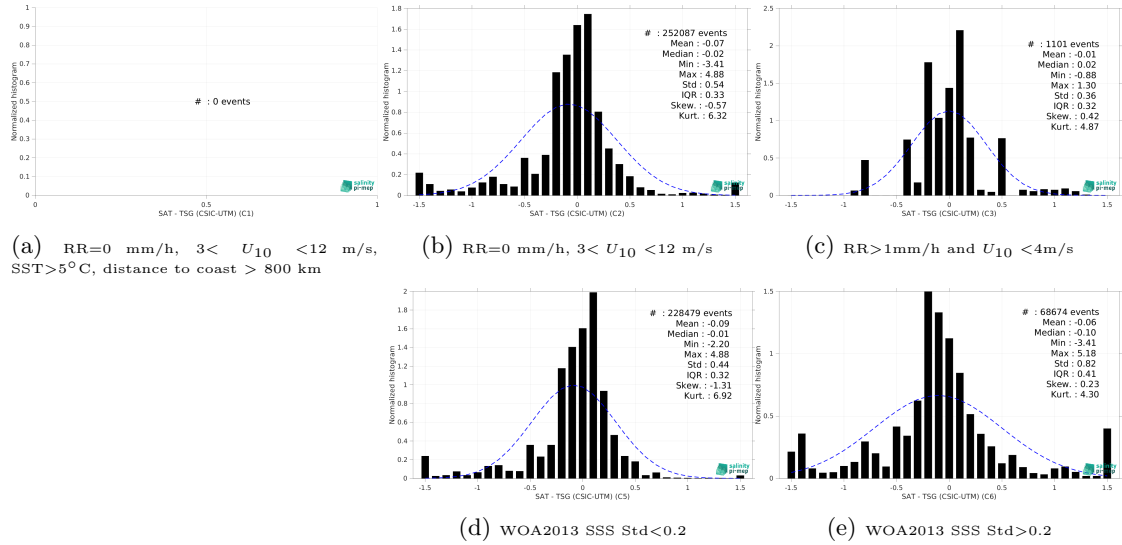 1
0.9
0.8
0.7
0.6
0.5
0.4
0.3
0.2
0.1
0
Normalized histogram
# : 0 events
salinity
pi-mep
0 0.5 1
SAT - TSG (CSIC-UTM) (C1)
(a) RR=0 mm/h, 3< U10 <12 m/s,
SST>5°C, distance to coast > 800 km
1.8
1.6
1.4
1.2
1
0.8
0.6
0.4
0.2
0
Normalized histogram
# : 252087 events
Mean : -0.07
Median : -0.02
Min : -3.41
Max : 4.88
Std : 0.54
IQR : 0.33
Skew. : -0.57
Kurt. : 6.32
salinity
pi-mep
-1.5 -1 -0.5 0 0.5 1 1.5
SAT - TSG (CSIC-UTM) (C2)
(b) RR=0 mm/h, 3< U10 <12 m/s
2.5
2
1.5
1
0.5
0
Normalized histogram
# : 1101 events
Mean : -0.01
Median : 0.02
Min : -0.88
Max : 1.30
Std : 0.36
IQR : 0.32
Skew. : 0.42
Kurt. : 4.87
salinity
pi-mep
-1.5 -1 -0.5 0 0.5 1 1.5
SAT - TSG (CSIC-UTM) (C3)
(c) RR>1mm/h and U10 <4m/s
2
1.8
1.6
1.4
1.2
1
0.8
0.6
0.4
0.2
0
Normalized histogram
# : 228479 events
Mean : -0.09
Median : -0.01
Min : -2.20
Max : 4.88
Std : 0.44
IQR : 0.32
Skew. : -1.31
Kurt. : 6.92
salinity
pi-mep
-1.5 -1 -0.5 0 0.5 1 1.5
SAT - TSG (CSIC-UTM) (C5)
(d) WOA2013 SSS Std<0.2
1.5
1
0.5
0
Normalized histogram
# : 68674 events
Mean : -0.06
Median : -0.10
Min : -3.41
Max : 5.18
Std : 0.82
IQR : 0.41
Skew. : 0.23
Kurt. : 4.30
salinity
pi-mep
-1.5 -1 -0.5 0 0.5 1 1.5
SAT - TSG (CSIC-UTM) (C6)
(e) WOA2013 SSS Std>0.2